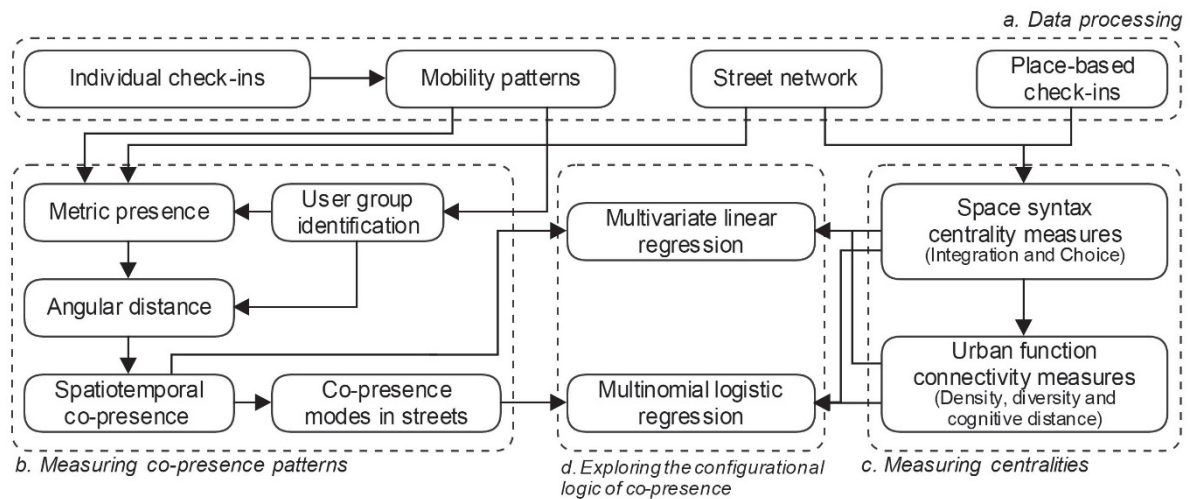 a. Data processing
Individual check-ins
Mobility patterns
Street network
Place-based
check-ins
Metric presence
User group
identification
Angular distance
Spatiotemporal
co-presence
Co-presence
modes in streets
b. Measuring co-presence patterns
Multivariate linear
regression
Multinomial logistic
regression
d. Exploring the configurational
logic of co-presence
Space syntax
centrality measures
(Integration and Choice)
Urban function
connectivity measures
(Density, diversity and
cognitive distance)
c. Measuring centralities